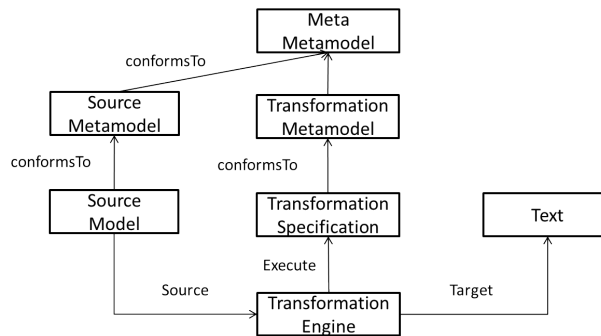 Meta
Metamodel
conformsTo
Source
Metamodel
Transformation
Metamodel
conformsTo
conformsTo
Source
Model
Transformation
Specification
Text
Execute
Source
Target
Transformation
Engine